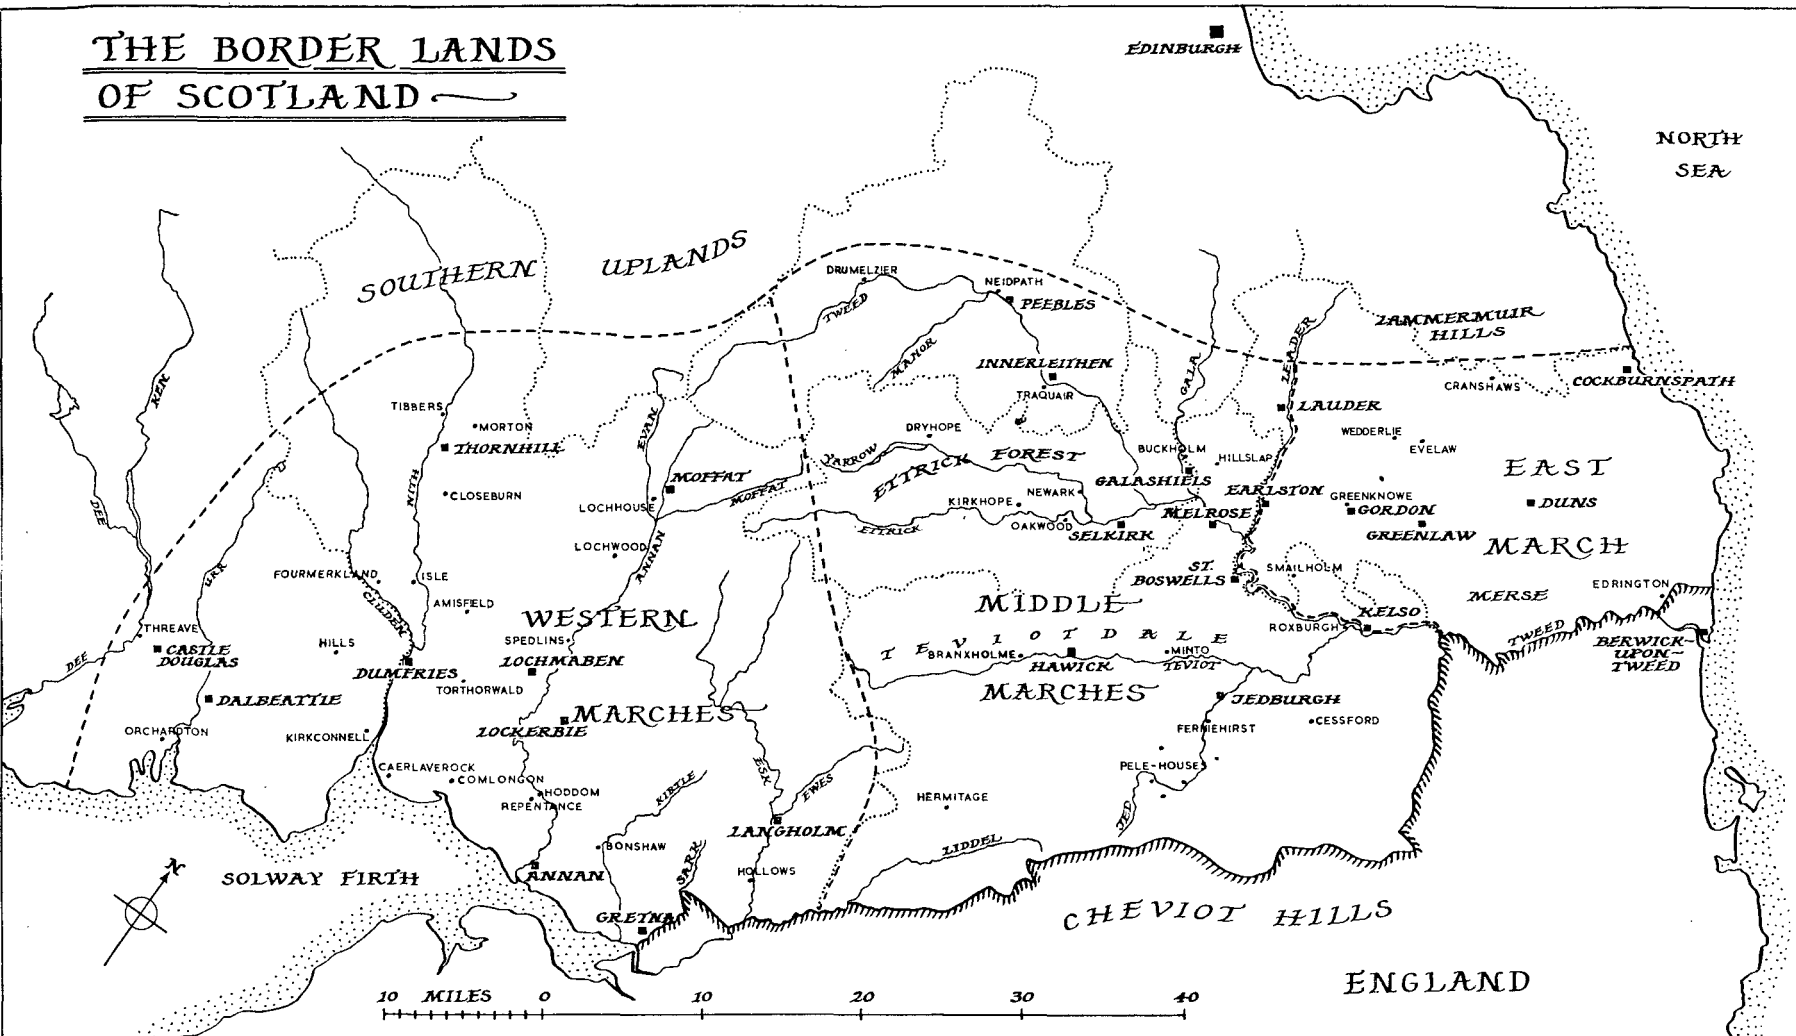 THE BORDER LANDS
OF SCOTLAND
EDINBURGH
NORTH
SEA
SOUTHERN UPLANDS
DRUMELZIER
NEIDPATH
PEEBLES
TWEED
LAMMERMUIR
HILLS
MANOR
INNERLEITHEN
TRAQUAIR
GALA
LEADER
CRANSHAWS
COCKBURNSPATH
KEN
TIBBERS
MORTON
THORNHILL
EVAN
DRYHOPE
LAUDER
WEDDERLIE
EVELAW
BUCKHOLM
HILLSLAP
YARROW
ETTRICK FOREST
EAST
MOFFAT
MOFFAT
GALASHIELS
EARLSTON
GREENKNOWE
GORDON
DUNS
NITH
CLOSEBURN
LOCHHOUSE
KIRKHOPE
NEWARK
OAKWOOD
ETTRICK
SELKIRK
MELROSE
GREENLAW
MARCH
DEE
LOCHWOOD
ANNAN
URR
FOURMERKLAND
ISLE
CLUDEN
AMISFIELD
ST.
BOSWELLS
SMAILHOLM
MERSE
EDRINGTON
WESTERN
MIDDLE
KELSO
ROXBURGH
TWEED
BERWICK-
UPON-
TWEED
THREAVE
CASTLE
DOUGLAS
DEE
HILLS
SPEDLINS
LOCHMABEN
TEVIOTDALE
BRANXHOLME
HAWICK
MINTO
TEVIOT
DUMFRIES
TORTHORWALD
DALBEATTIE
MARCHES
MARCHES
JEDBURGH
CESSFORD
FERNIEHIRST
LOCKERBIE
ORCHARDTON
KIRKCONNELL
CAERLAVEROCK
COMLONGON
HODDOM
REPENTANCE
KIRTLE
ESK
EWES
PELE-HOUSES
HERMITAGE
JED
LANGHOLM
LIDDEL
BONSHAW
SARK
HOLLOWS
N
SOLWAY FIRTH
ANNAN
GRETNA
CHEVIOT HILLS
ENGLAND
10 MILES 0 10 20 30 40